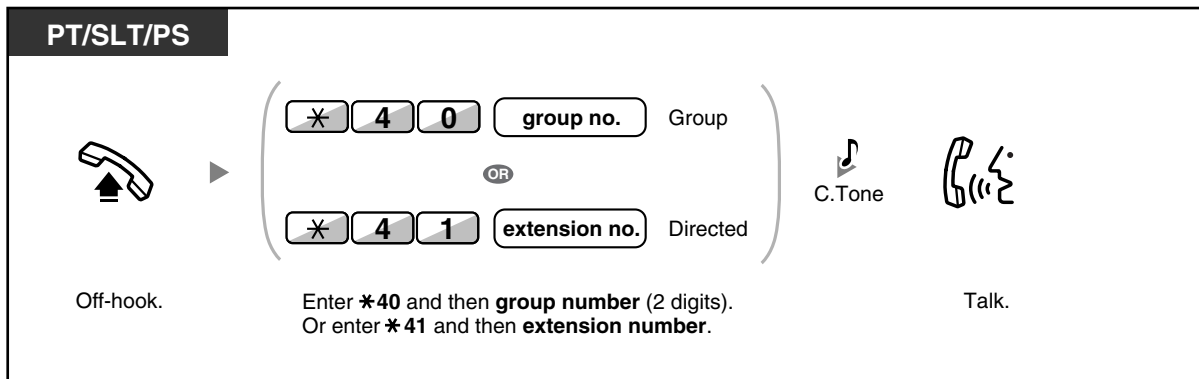 PT/SLT/PS
* 4 0 group no. Group
OR
C.Tone
* 4 1 extension no. Directed
Off-hook.
Enter *40 and then group number (2 digits).
Or enter *41 and then extension number.
Talk.